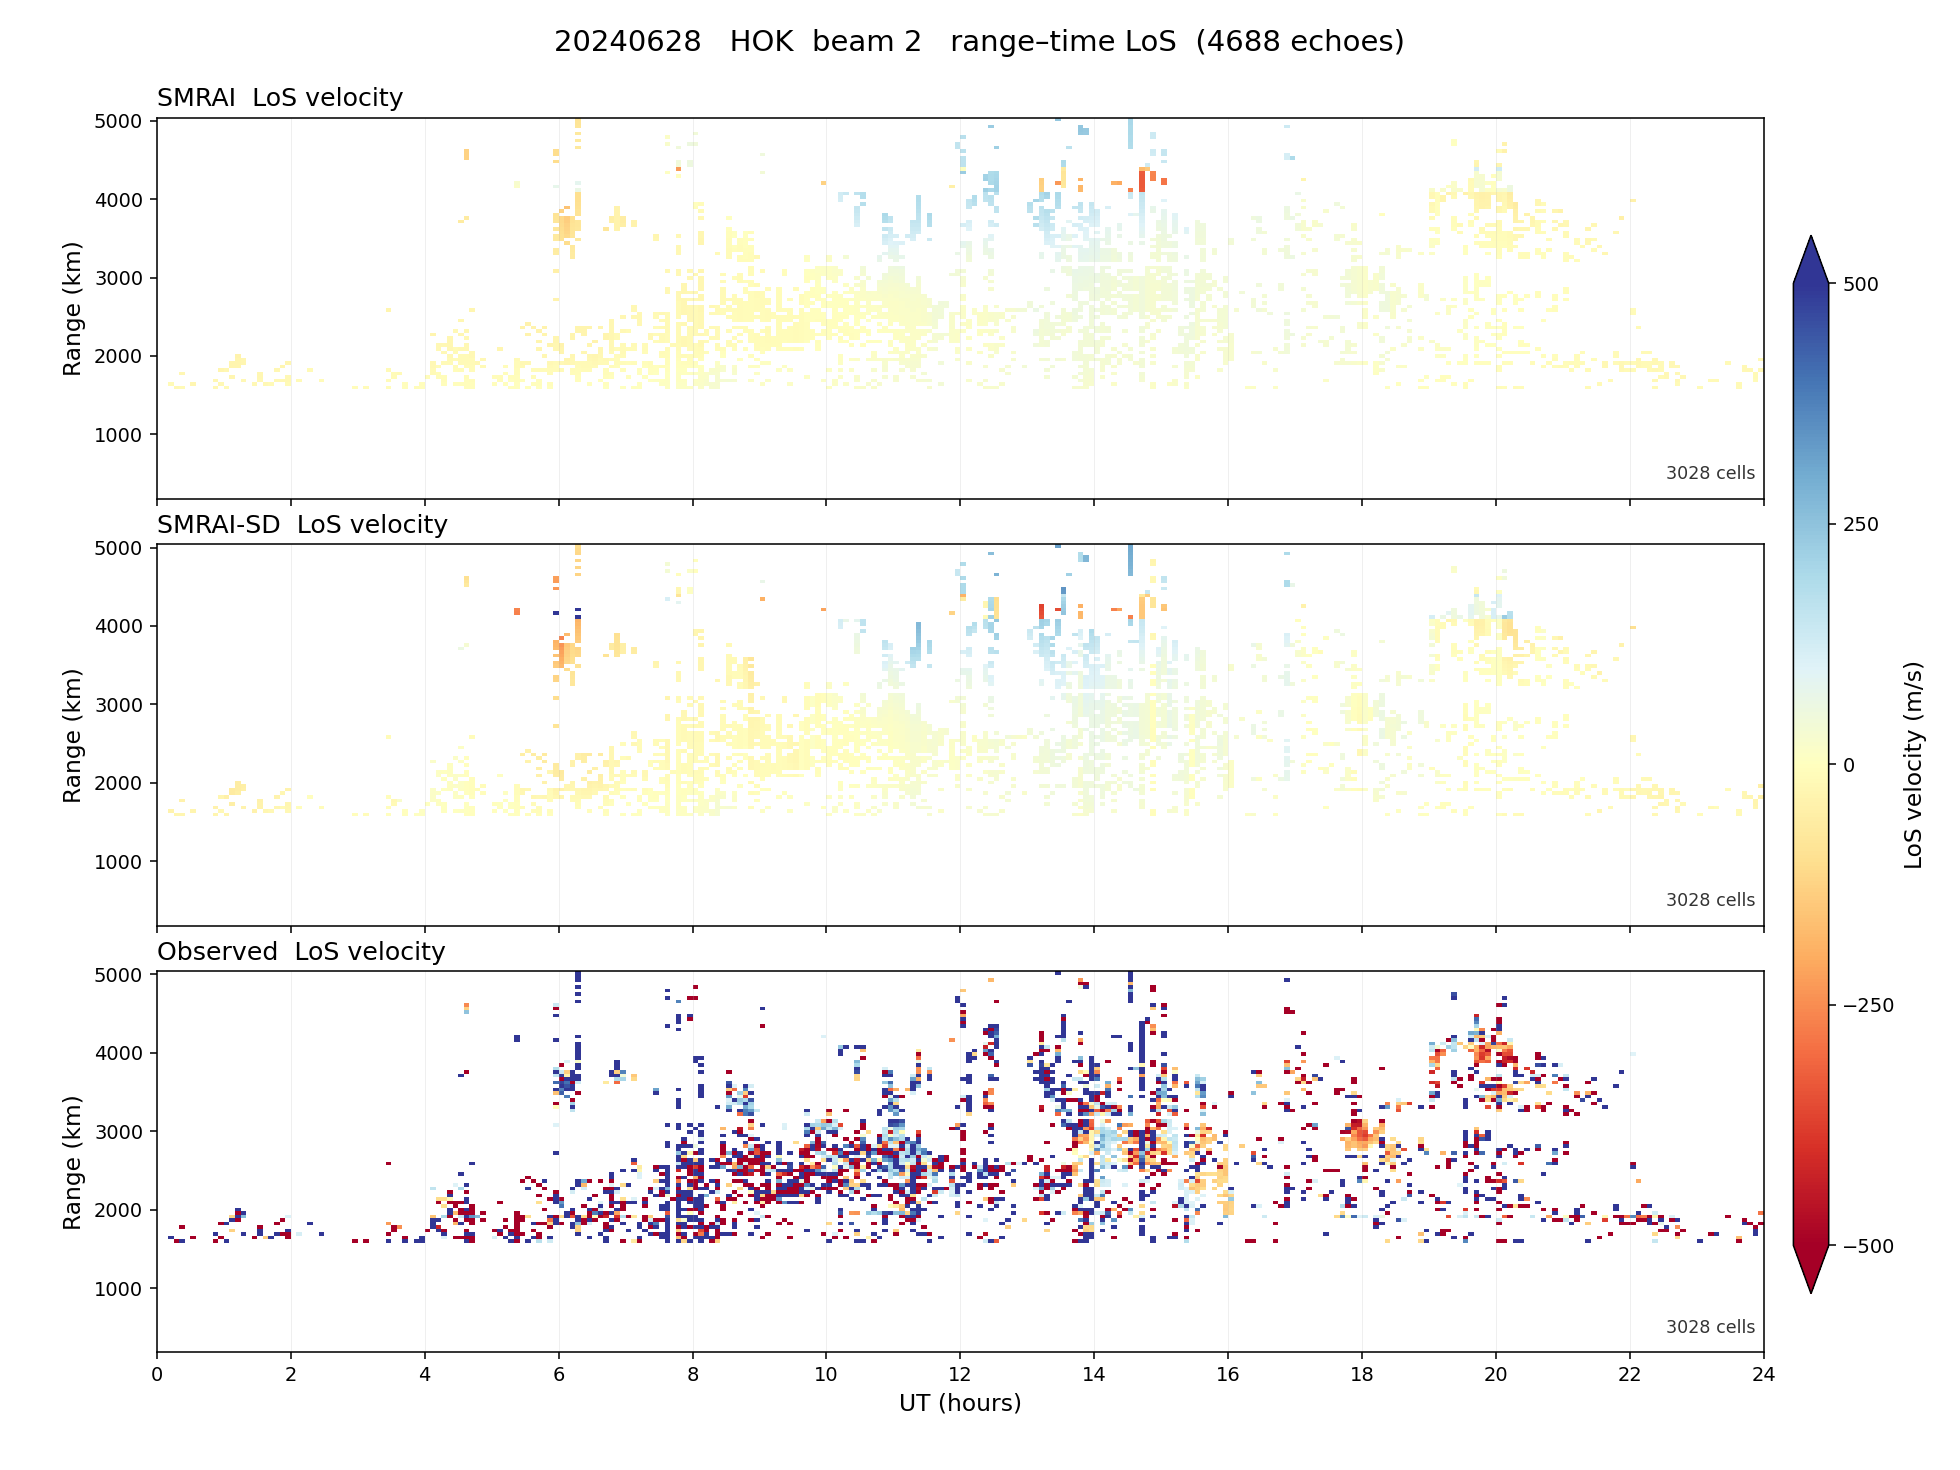 20240628   HOK  beam 2   range–time LoS  (4688 echoes)
SMRAI  LoS velocity
5000
4000
3000
2000
1000
Range (km)
3028 cells
SMRAI-SD  LoS velocity
5000
4000
3000
2000
1000
Range (km)
3028 cells
Observed  LoS velocity
5000
4000
3000
2000
1000
Range (km)
3028 cells
0 2 4 6 8 10 12 14 16 18 20 22 24
UT (hours)
500
250
0
−250
−500
LoS velocity (m/s)